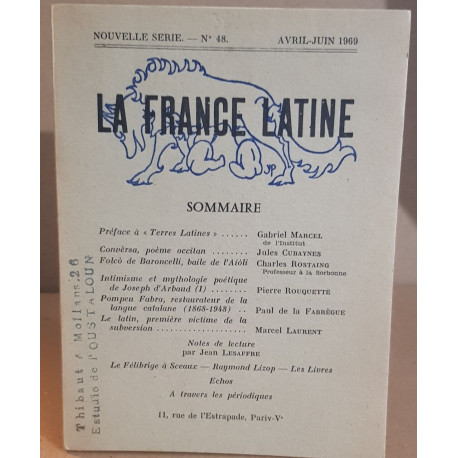 NOUVELLE SERIE. — N° 48. AVRIL-JUIN 1969
LA FRANCE LATINE
JP
SOMMAIRE
Préface à « Terres Latines » ...... Gabriel MARCEL
de l'Institut
Convèrsa, poème occitan ........ Jules CUBAYNES
Folcò de Baroncelli, baile de l'Aióli Charles ROSTAING
Professeur à la Sorbonne
Intimisme et mythologie poétique
de Joseph d'Arbaud (I) ........ Pierre ROUQUETTE
Pompeu Fabra, restaurateur de la
langue catalane (1868-1948) .. Paul de la FABRÈGUE
Le latin, première victime de la
subversion .................... Marcel LAURENT
Notes de lecture
par Jean LESAFFRE
Le Félibrige à Sceaux — Raymond Lizop — Les Livres
Echos
A travers les périodiques
11, rue de l'Estrapade, Pariv-Vᵉ
Thibaut / Mollans:26
Estudio de l'OUSTALOUN